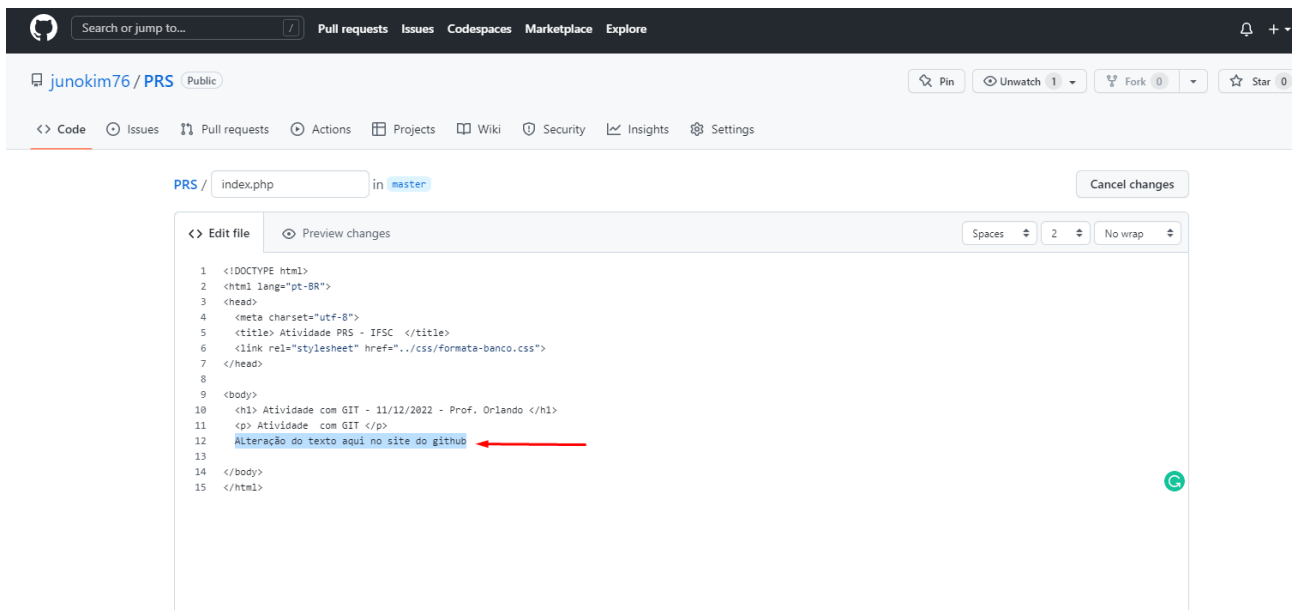 Search or jump to... / Pull requests Issues Codespaces Marketplace Explore
junokim76 / PRS Public Pin Unwatch 1 Fork 0 Star 0
<> Code Issues Pull requests Actions Projects Wiki Security Insights Settings
PRS / index.php in master Cancel changes
<> Edit file Preview changes Spaces 2 No wrap
1 <!DOCTYPE html>
2 <html lang="pt-BR">
3 <head>
4 <meta charset="utf-8">
5 <title> Atividade PRS - IFSC </title>
6 <link rel="stylesheet" href="../css/formata-banco.css">
7 </head>
8
9 <body>
10 <h1> Atividade com GIT - 11/12/2022 - Prof. Orlando </h1>
11 <p> Atividade com GIT </p>
12 ALteração do texto aqui no site do github
13
14 </body>
15 </html>